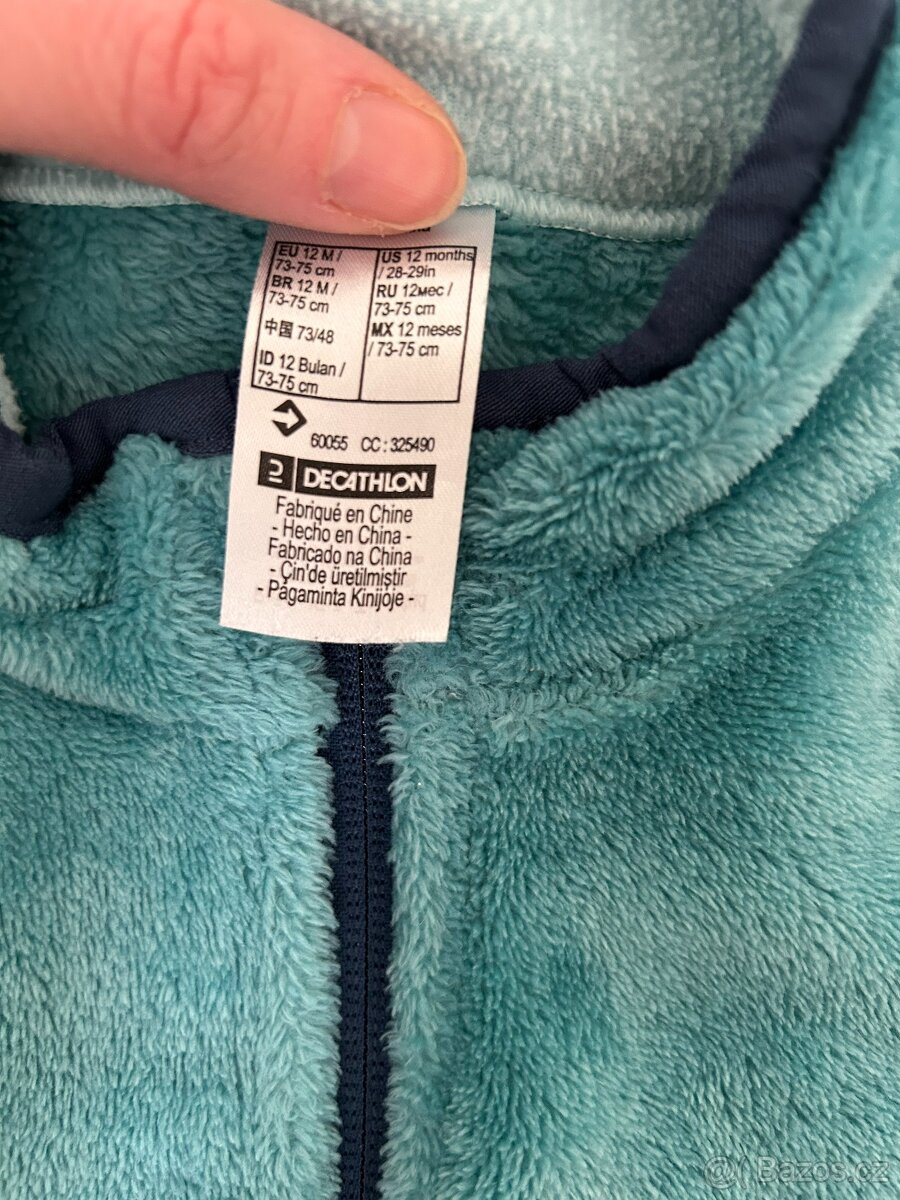 EU 12 M /
73-75 cm
BR 12 M /
73-75 cm
中国 73/48
ID 12 Bulan /
73-75 cm
US 12 months
/ 28-29in
RU 12мес /
73-75 cm
MX 12 meses
/ 73-75 cm
60055 CC : 325490
DECATHLON
Fabriqué en Chine
- Hecho en China -
Fabricado na China
- Çin'de üretilmiştir
- Pagaminta Kinijoje -
@ Bazos.cz